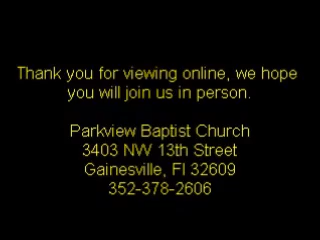 Thank you for viewing online, we hope
you will join us in person.
Parkview Baptist Church
3403 NW 13th Street
Gainesville, Fl 32609
352-378-2606